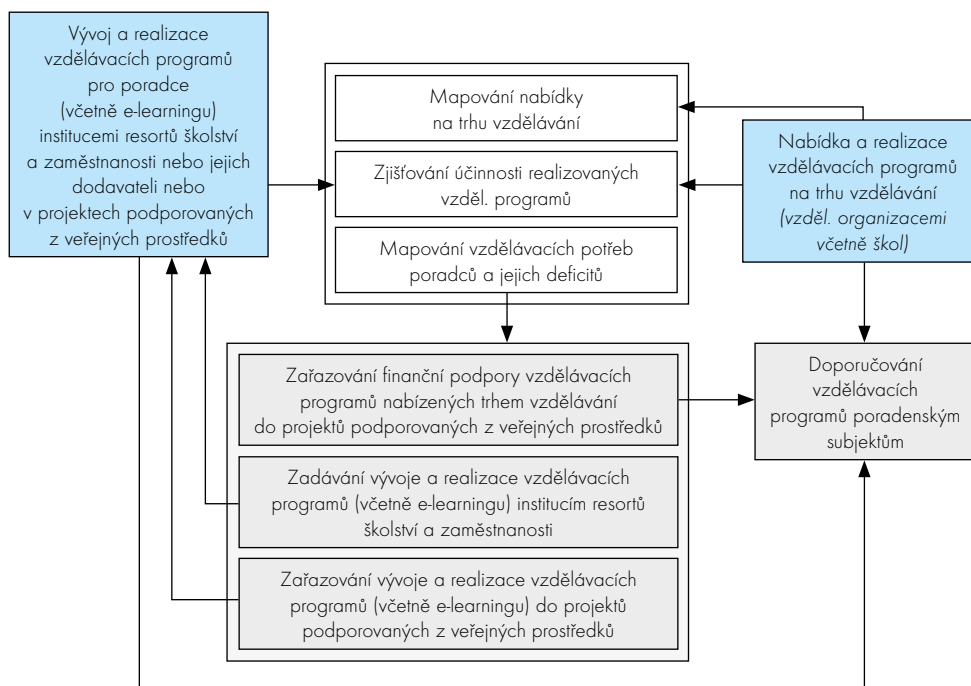 Vývoj a realizace
vzdělávacích programů
pro poradce
(včetně e-learningu)
institucemi resortů školství
a zaměstnanosti nebo jejich
dodavateli nebo
v projektech podporovaných
z veřejných prostředků
Mapování nabídky
na trhu vzdělávání
Zjišťování účinnosti realizovaných
vzděl. programů
Mapování vzdělávacích potřeb
poradců a jejich deficitů
Nabídka a realizace
vzdělávacích programů
na trhu vzdělávání
(vzděl. organizacemi
včetně škol)
Zařazování finanční podpory vzdělávacích
programů nabízených trhem vzdělávání
do projektů podporovaných z veřejných prostředků
Zadávání vývoje a realizace vzdělávacích
programů (včetně e-learningu) institucím resortů
školství a zaměstnanosti
Zařazování vývoje a realizace vzdělávacích
programů (včetně e-learningu) do projektů
podporovaných z veřejných prostředků
Doporučování
vzdělávacích
programů poradenským
subjektům